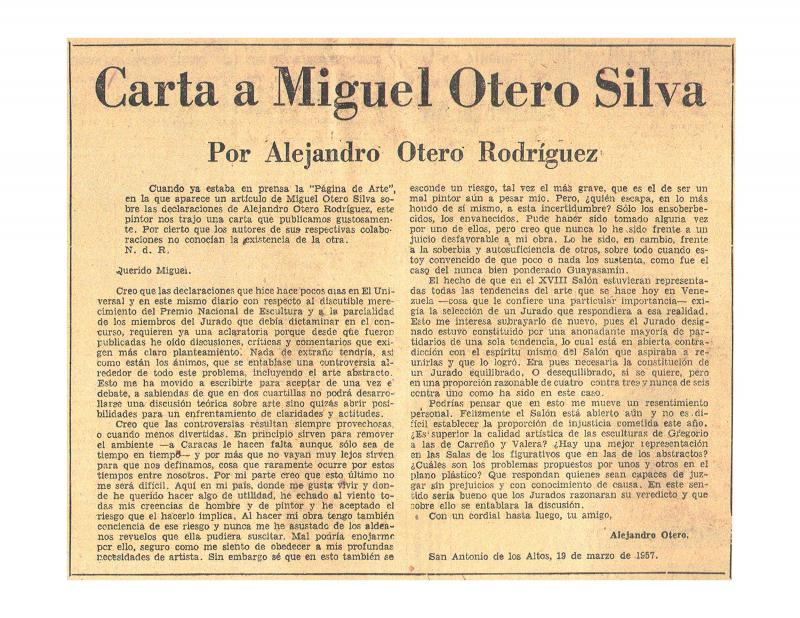 Carta a Miguel Otero Silva
Por Alejandro Otero Rodríguez
Cuando ya estaba en prensa la "Página de Arte",
en la que aparece un artículo de Miguel Otero Silva so-
bre las declaraciones de Alejandro Otero Rodríguez, este
pintor nos trajo una carta que publicamos gustosamen-
te. Por cierto que los autores de sus respectivas colabo-
raciones no conocían la existencia de la otra.
N. d. R.
Querido Miguel.
Creo que las declaraciones que hice hace pocos días en El Uni-
versal y en este mismo diario con respecto al discutible mere-
cimiento del Premio Nacional de Escultura y a la parcialidad
de los miembros del Jurado que debía dictaminar en el con-
curso, requieren ya una aclaratoria porque desde que fueron
publicadas he oído discusiones, críticas y comentarios que exi-
gen más claro planteamiento. Nada de extraño tendría, así
como están los ánimos, que se entablase una controversia al-
rededor de todo este problema, incluyendo el arte abstracto.
Esto me ha movido a escribirte para aceptar de una vez e'
debate, a sabiendas de que en dos cuartillas no podrá desarro-
llarse una discusión teórica sobre arte sino quizás abrir posi-
bilidades para un enfrentamiento de claridades y actitudes.
Creo que las controversias resultan siempre provechosas,
o cuando menos divertidas. En principio sirven para remover
el ambiente —a Caracas le hacen falta aunque sólo sea de
tiempo en tiempo— y por más que no vayan muy lejos sirven
para que nos definamos, cosa que raramente ocurre por estos
tiempos entre nosotros. Por mi parte creo que esto último no
me será difícil. Aquí en mi país, donde me gusta vivir y don-
de he querido hacer algo de utilidad, he echado al viento to-
das mis creencias de hombre y de pintor y he aceptado el
riesgo que el hacerlo implica. Al hacer mi obra tengo también
conciencia de ese riesgo y nunca me he asustado de los aldea-
nos revuelos que ella pudiera suscitar. Mal podría enojarme
por ello, seguro como me siento de obedecer a mis profundas
necesidades de artista. Sin embargo sé que en esto también se
esconde un riesgo, tal vez el más grave, que es el de ser un
mal pintor aún a pesar mío. Pero, ¿quién escapa, en lo más
hondo de sí mismo, a esta incertidumbre? Sólo los ensoberbe-
cidos, los envanecidos. Pude haber sido tomado alguna vez
por uno de ellos, pero creo que nunca lo he sido frente a un
juicio desfavorable a mi obra. Lo he sido, en cambio, frente
a la soberbia y autosuficiencia de otros, sobre todo cuando es-
toy convencido de que poco o nada los sustenta, como fue el
caso del nunca bien ponderado Guayasamín.
El hecho de que en el XVIII Salón estuvieran representa-
das todas las tendencias del arte que se hace hoy en Vene-
zuela —cosa que le confiere una particular importancia— exi-
gía la selección de un Jurado que respondiera a esa realidad.
Esto me interesa subrayarlo de nuevo, pues el Jurado desig-
nado estuvo constituido por una anonadante mayoría de par-
tidarios de una sola tendencia, lo cual está en abierta contra-
dicción con el espíritu mismo del Salón que aspiraba a re-
unirlas y que lo logró. Era pues necesaria la constitución de
un Jurado equilibrado. O desequilibrado, si se quiere, pero
en una proporción razonable de cuatro contra tres y nunca de seis
contra uno como ha sido en este caso.
Podrías pensar que en esto me mueve un resentimiento
personal. Felizmente el Salón está abierto aún y no es di-
fícil establecer la proporción de injusticia cometida este año.
¿Es superior la calidad artística de las esculturas de Gregorio
a las de Carreño y Valera? ¿Hay una mejor representación
en las Salas de los figurativos que en las de los abstractos?
¿Cuáles son los problemas propuestos por unos y otros en el
plano plástico? Que respondan quienes sean capaces de juz-
gar sin prejuicios y con conocimiento de causa. En este sen-
tido sería bueno que los Jurados razonaran su veredicto y que
sobre ello se entablara la discusión.
Con un cordial hasta luego, tu amigo,
Alejandro Otero.
San Antonio de los Altos, 19 de marzo de 1957.